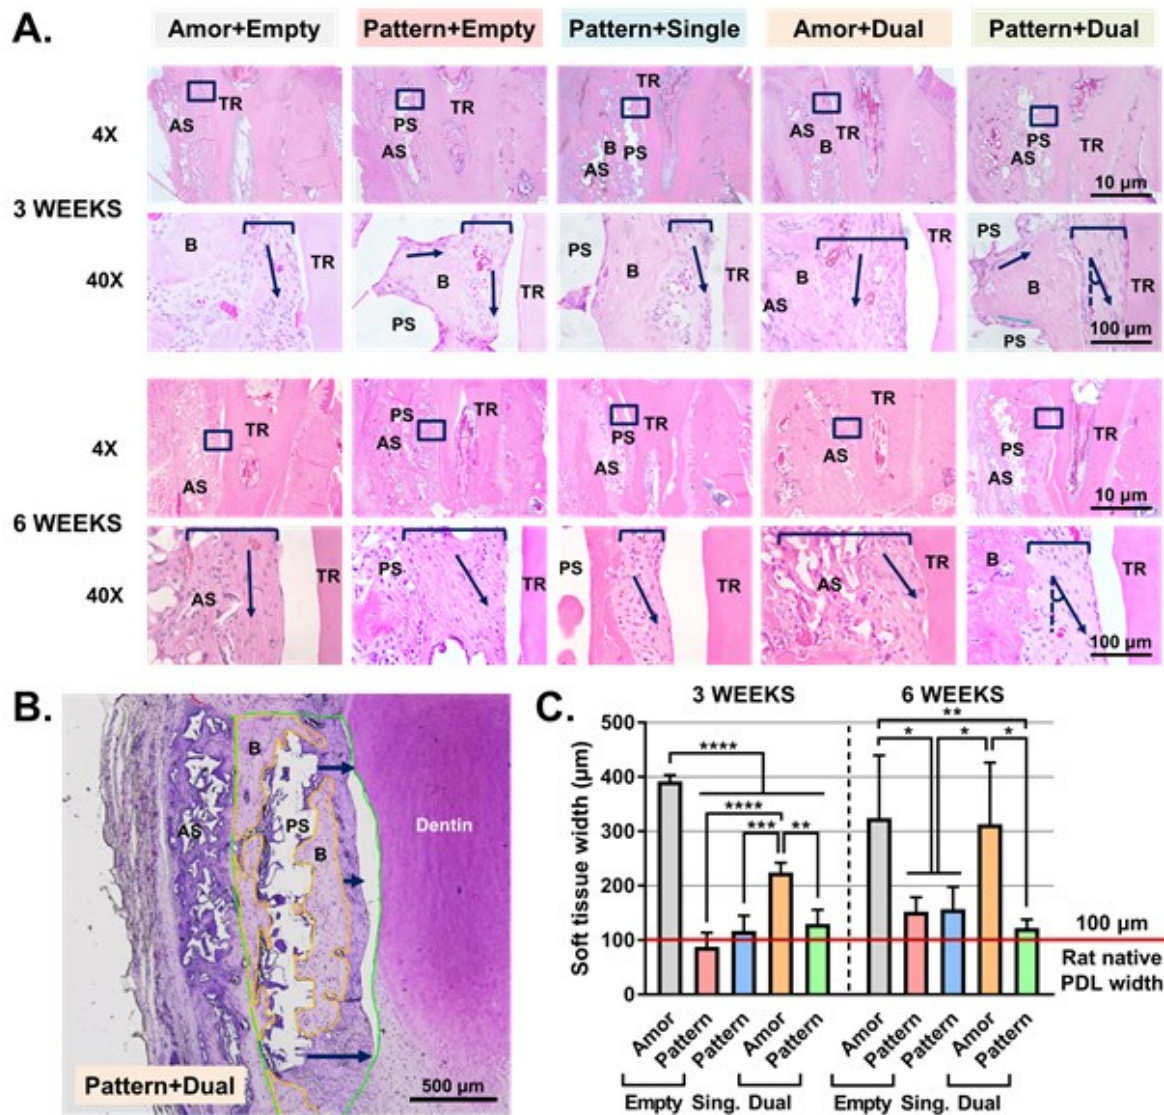 A.
Amor+Empty Pattern+Empty Pattern+Single Amor+Dual Pattern+Dual
3 WEEKS
4X
TR AS
TR PS AS
TR B PS AS
AS TR B
PS AS TR
10 µm
40X
B TR
B PS TR
PS B TR
B AS TR
PS B PS TR
100 µm
6 WEEKS
4X
TR AS
PS TR AS
TR PS AS
TR AS
PS TR AS
10 µm
40X
AS TR
PS TR
PS TR
AS TR
B TR
100 µm
B.
B
AS PS B
Dentin
Pattern+Dual
500 µm
C.
3 WEEKS 6 WEEKS
Soft tissue width (µm)
500
400
300
200
100
0
**** **** *** **
** * * *
100 µm
Rat native
PDL width
Amor Pattern Pattern Amor Pattern Amor Pattern Pattern Amor Pattern
Empty Sing. Dual Empty Sing. Dual